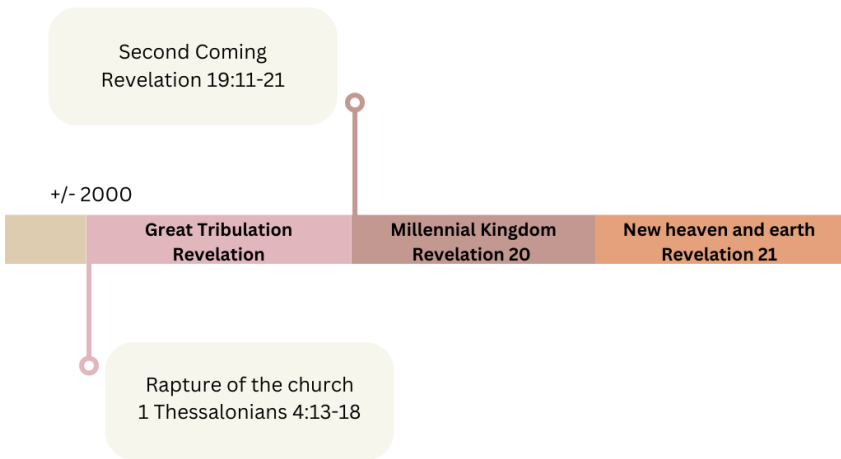 Second Coming
Revelation 19:11-21
+/- 2000
Great Tribulation
Revelation
Millennial Kingdom
Revelation 20
New heaven and earth
Revelation 21
Rapture of the church
1 Thessalonians 4:13-18